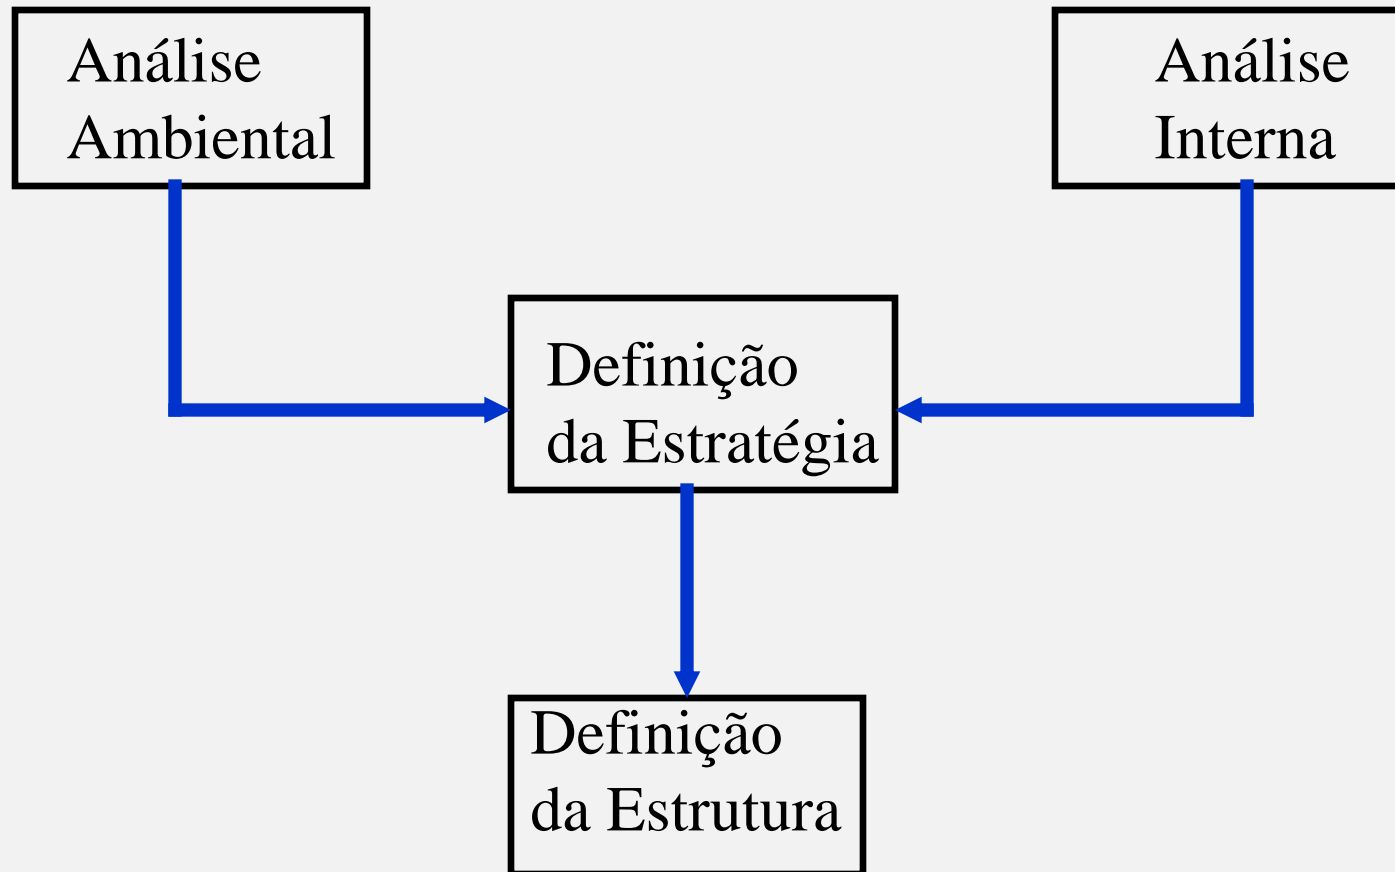 Análise
Ambiental
Análise
Interna
Definição
da Estratégia
Definição
da Estrutura